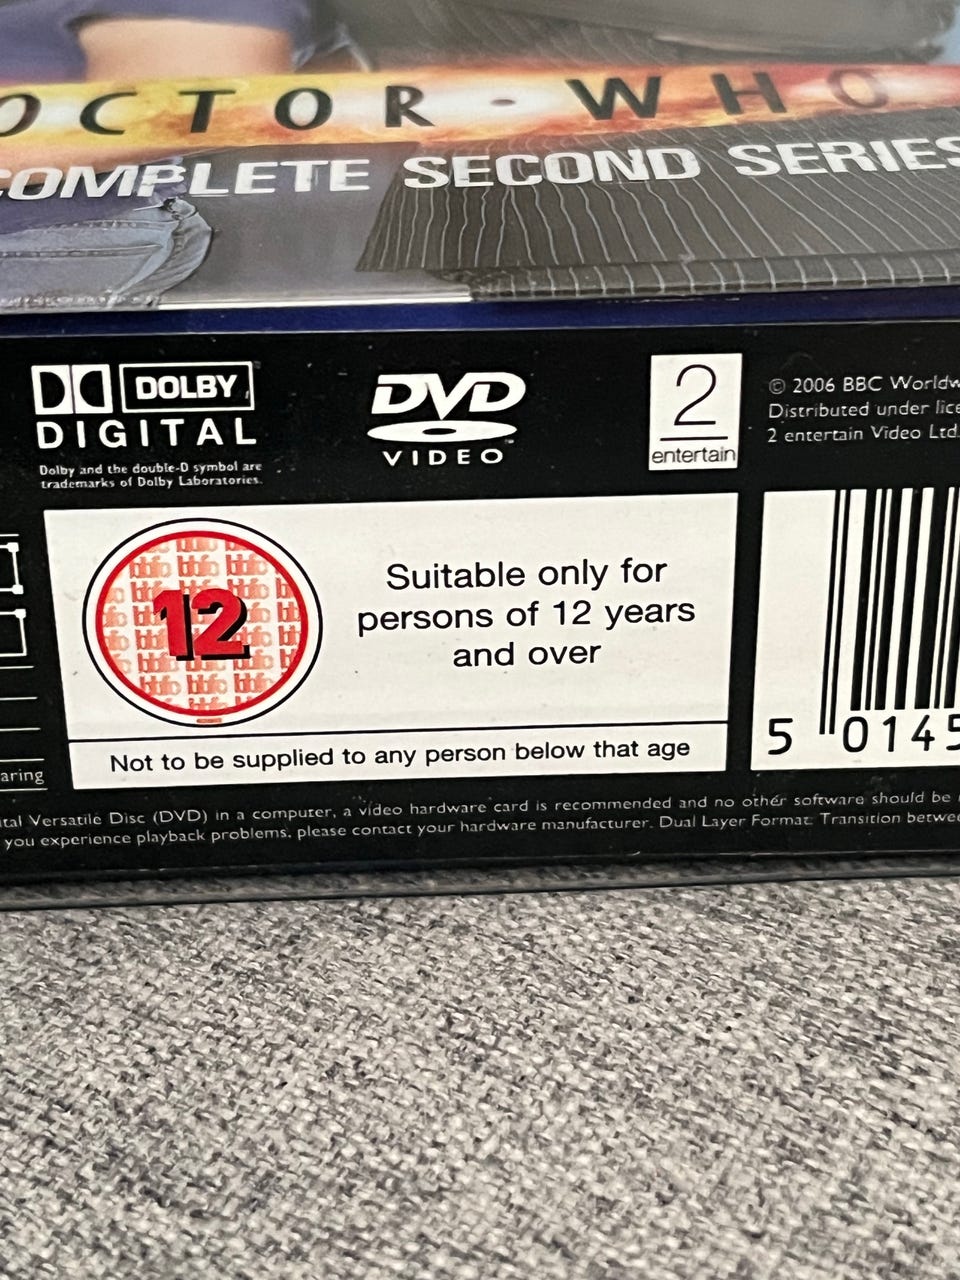 OCTOR · WHO
COMPLETE SECOND SERIES
DOLBY
DIGITAL
Dolby and the double-D symbol are
trademarks of Dolby Laboratories.
DVD
VIDEO
2
entertain
© 2006 BBC Worldw
Distributed under lice
2 entertain Video Ltd.
12
bbfc
Suitable only for
persons of 12 years
and over
Not to be supplied to any person below that age
5 0145
aring
ital Versatile Disc (DVD) in a computer, a video hardware card is recommended and no other software should be
you experience playback problems, please contact your hardware manufacturer. Dual Layer Format: Transition betwee